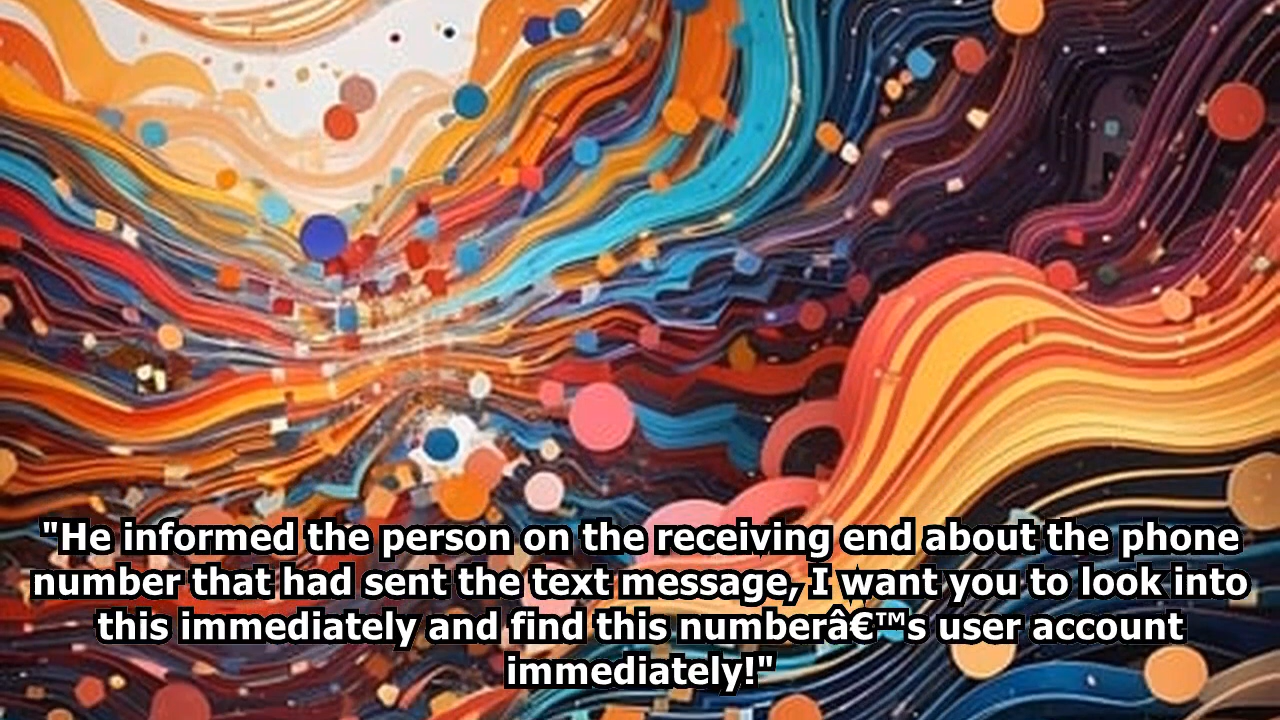 "He informed the person on the receiving end about the phone
number that had sent the text message, I want you to look into
this immediately and find this numberâ€™s user account
immediately!"